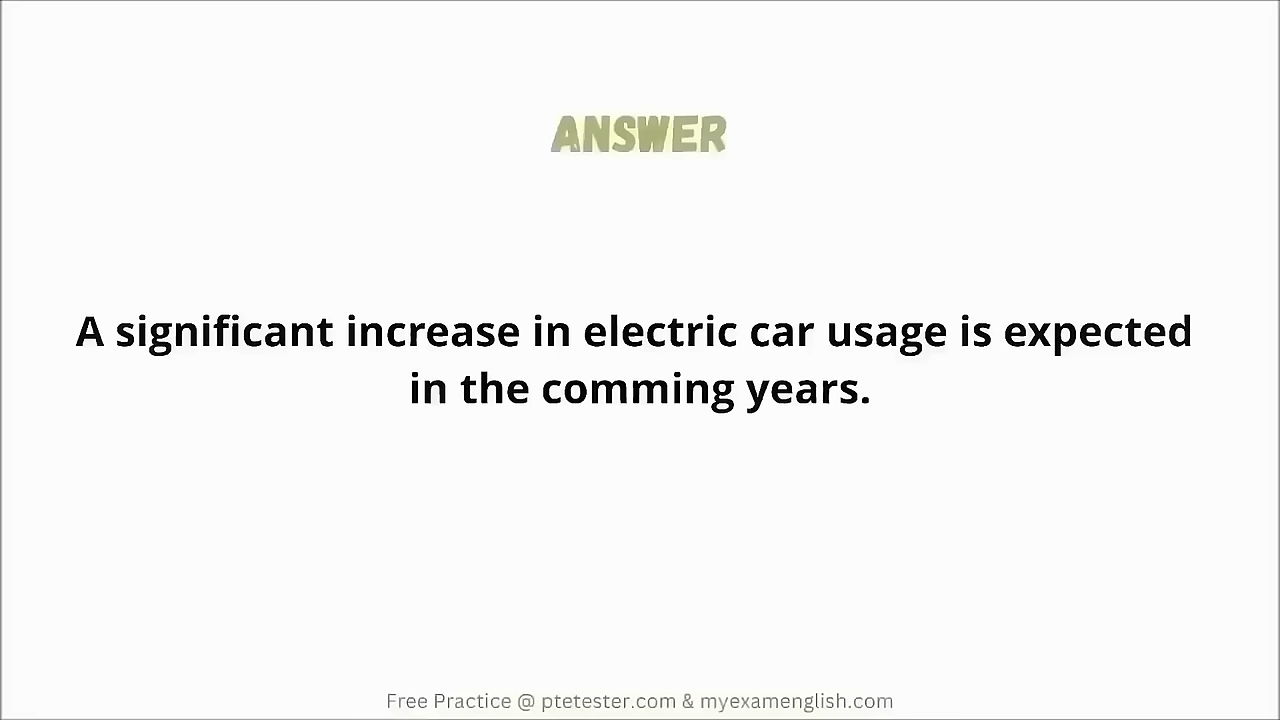 ANSWER
A significant increase in electric car usage is expected
in the comming years.
Free Practice @ ptetester.com & myexamenglish.com